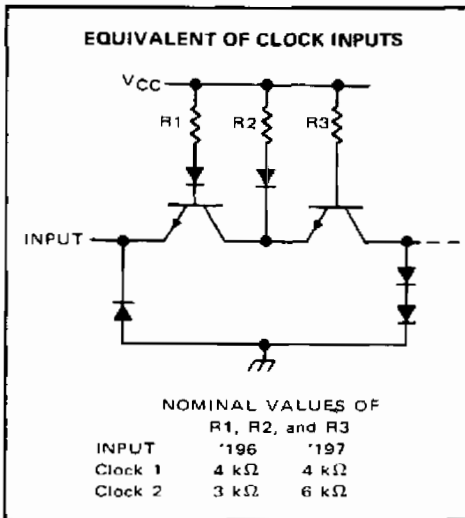 EQUIVALENT OF CLOCK INPUTS
VCC
R1 R2 R3
INPUT
NOMINAL VALUES OF
R1, R2, and R3
INPUT '196 '197
Clock 1 4 kΩ 4 kΩ
Clock 2 3 kΩ 6 kΩ